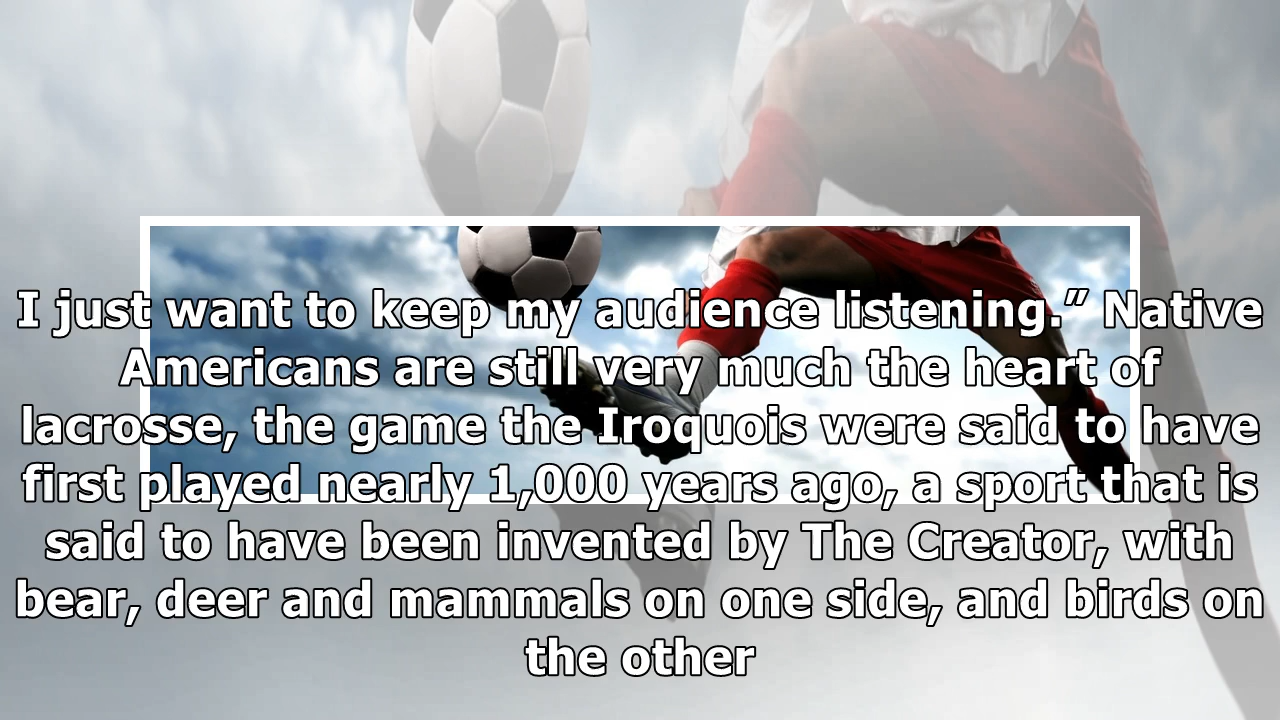 I just want to keep my audience listening.” Native
Americans are still very much the heart of
lacrosse, the game the Iroquois were said to have
first played nearly 1,000 years ago, a sport that is
said to have been invented by The Creator, with
bear, deer and mammals on one side, and birds on
the other